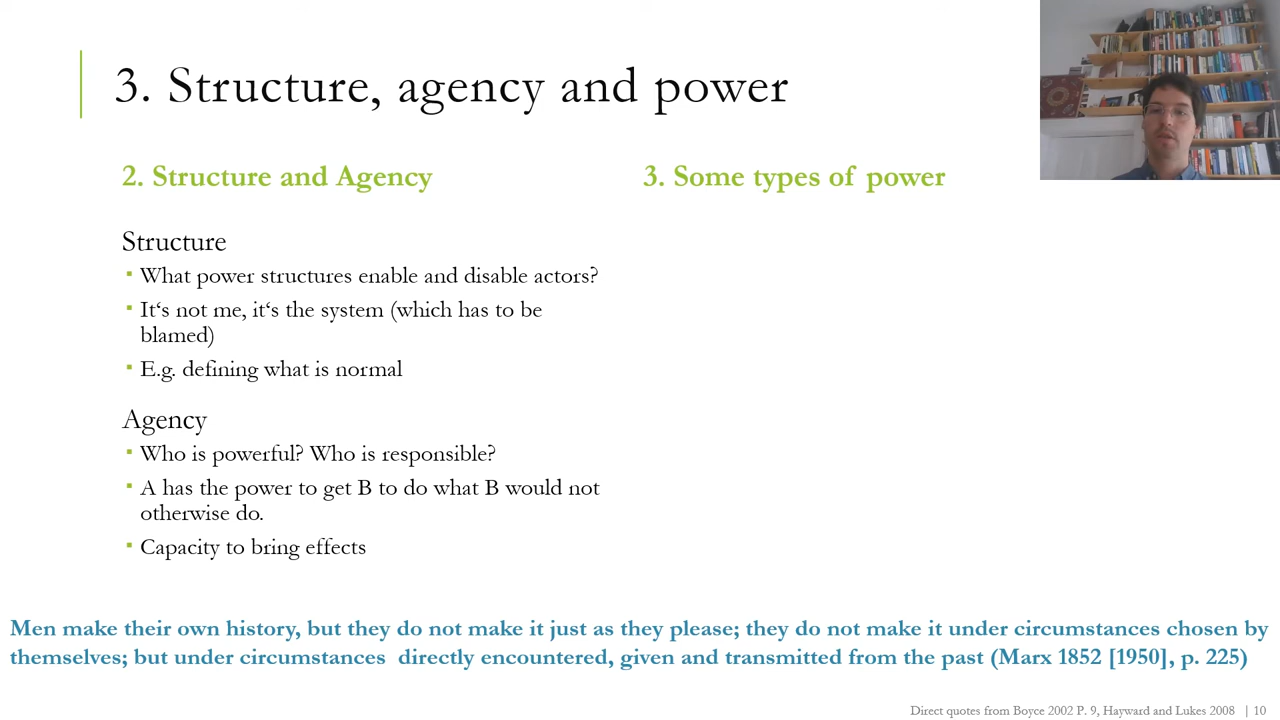 3. Structure, agency and power
2. Structure and Agency
Structure
▪ What power structures enable and disable actors?
▪ It‘s not me, it‘s the system (which has to be
blamed)
▪ E.g. defining what is normal
Agency
▪ Who is powerful? Who is responsible?
▪ A has the power to get B to do what B would not
otherwise do.
▪ Capacity to bring effects
3. Some types of power
Men make their own history, but they do not make it just as they please; they do not make it under circumstances chosen by
themselves; but under circumstances directly encountered, given and transmitted from the past (Marx 1852 [1950], p. 225)
Direct quotes from Boyce 2002 P. 9, Hayward and Lukes 2008 | 10